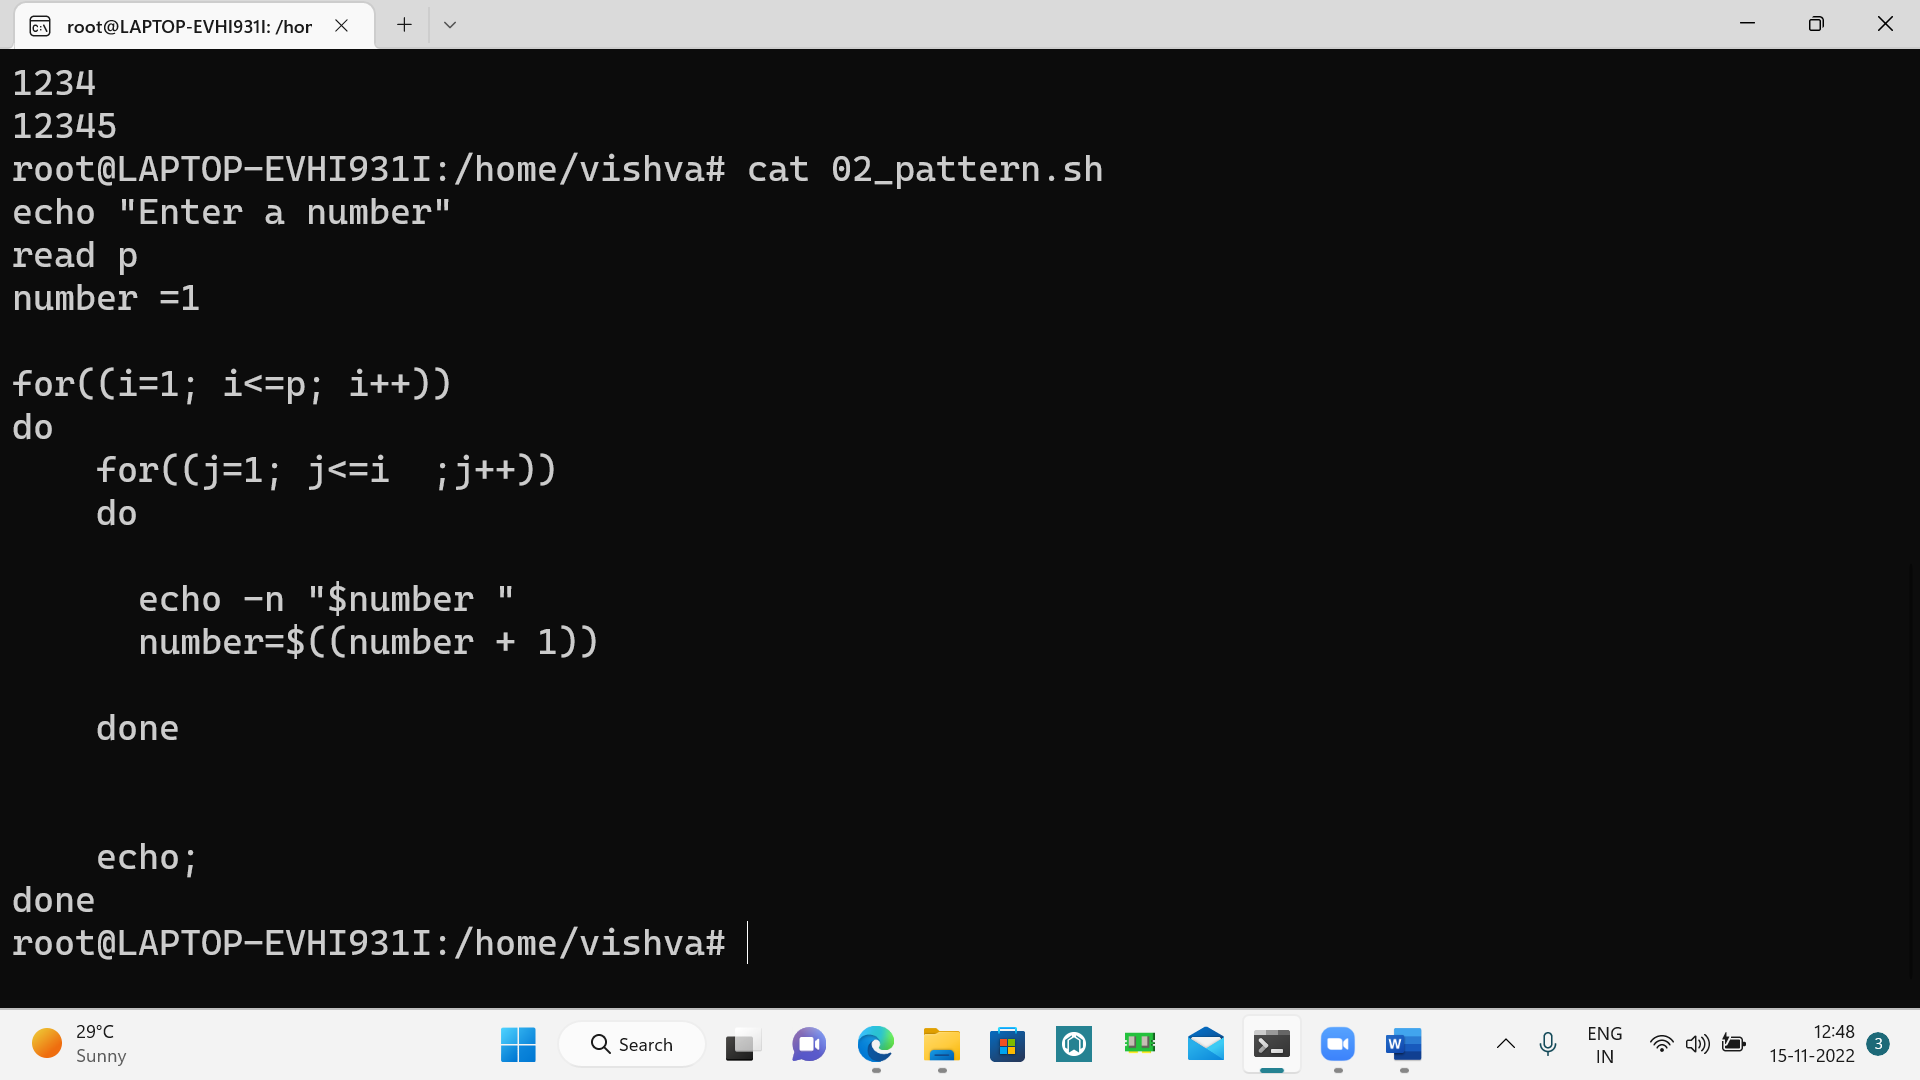 root@LAPTOP-EVHI931I: /hor
1234
12345
root@LAPTOP-EVHI931I:/home/vishva# cat 02_pattern.sh
echo "Enter a number"
read p
number =1
for((i=1; i<=p; i++))
do
    for((j=1; j<=i  ;j++))
    do
      echo -n "$number "
      number=$((number + 1))
    done
    echo;
done
root@LAPTOP-EVHI931I:/home/vishva#
29°C
Sunny
Search
ENG
IN
12:48
15-11-2022
3